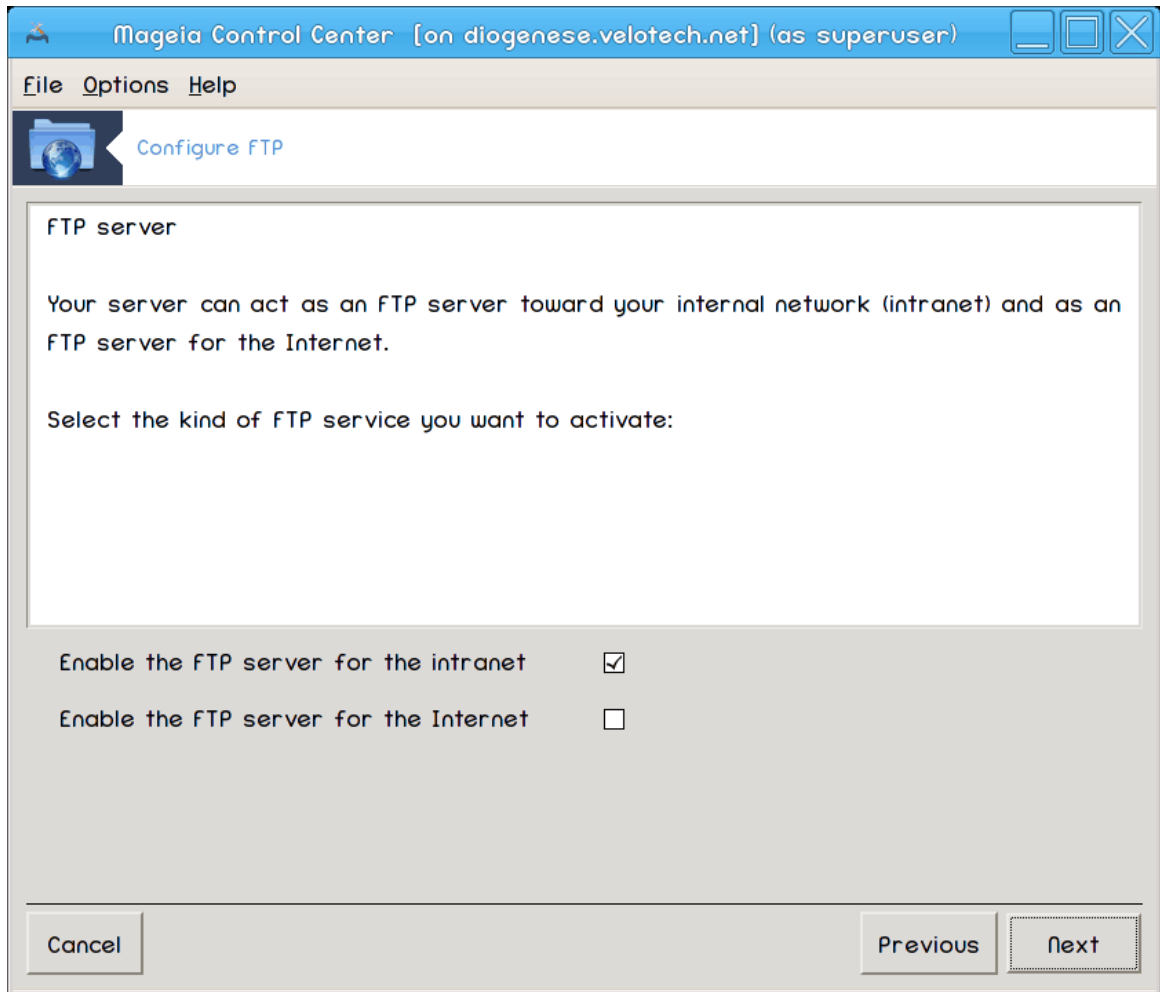 Mageia Control Center [on diogenese.velotech.net] (as superuser)
File Options Help
Configure FTP
FTP server
Your server can act as an FTP server toward your internal network (intranet) and as an
FTP server for the Internet.
Select the kind of FTP service you want to activate:
Enable the FTP server for the intranet
Enable the FTP server for the Internet
Cancel Previous Next